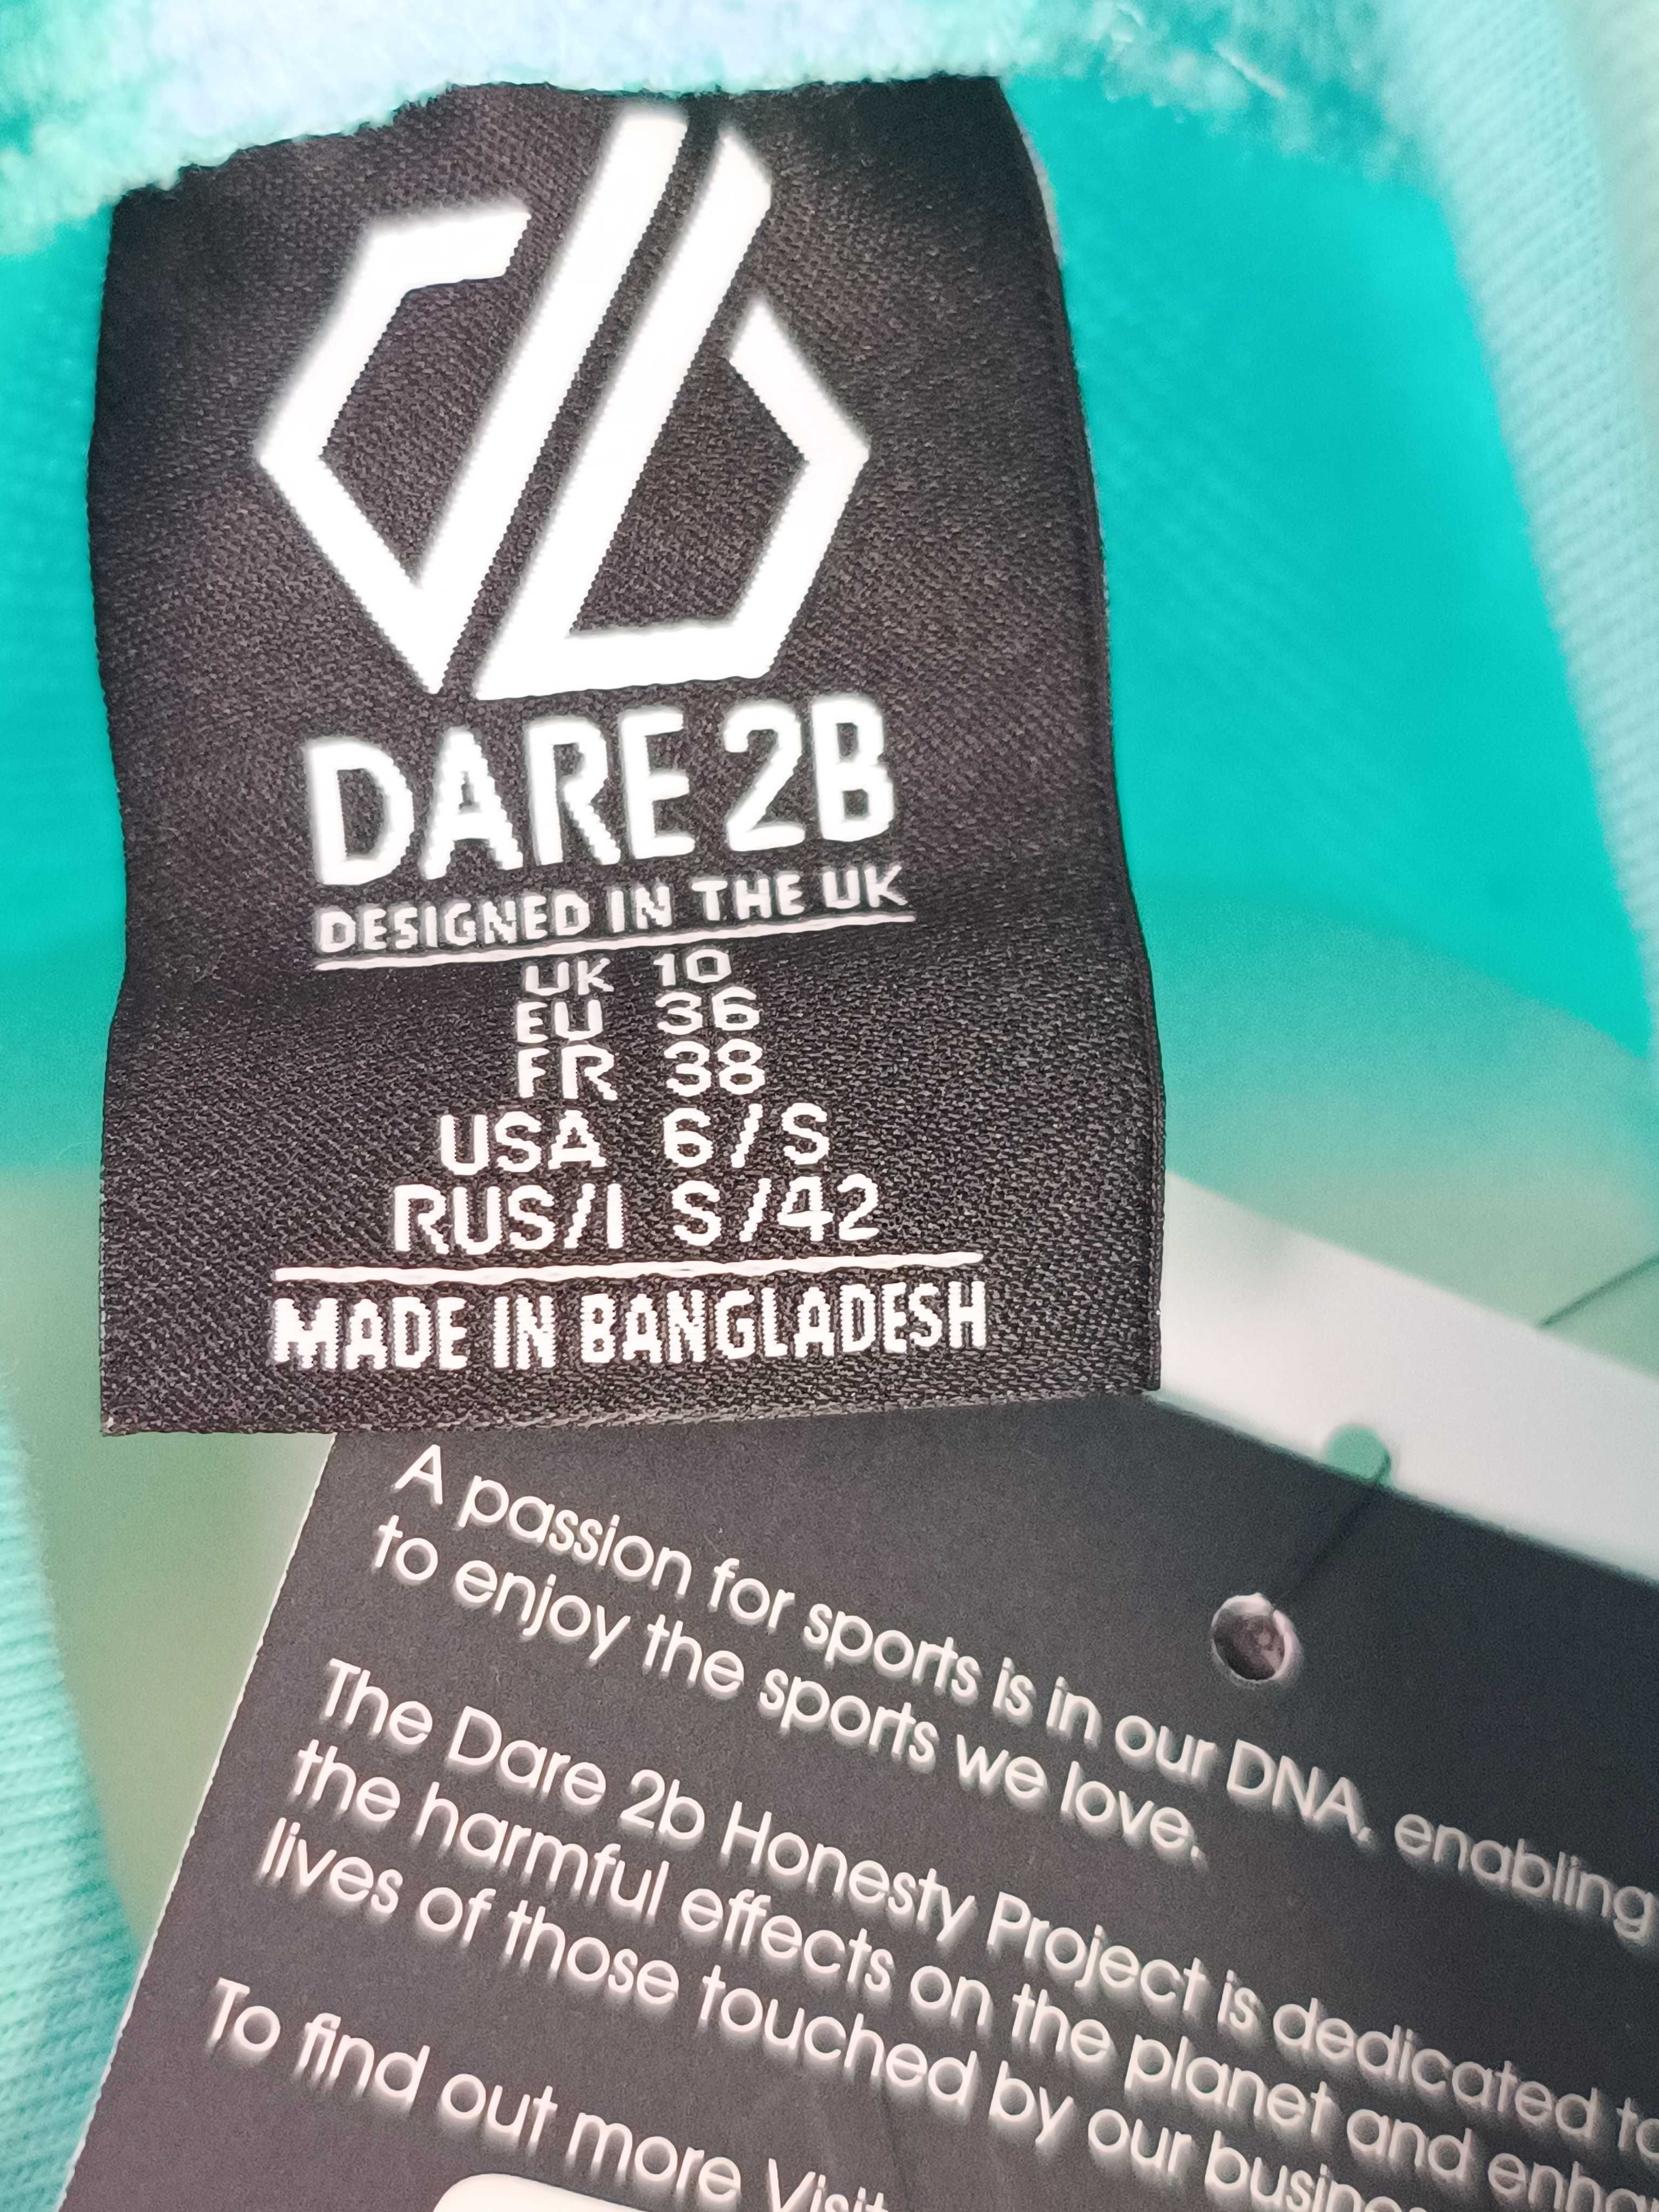 db
DARE 2B
DESIGNED IN THE UK
UK 10
EU 36
FR 38
USA 6/S
RUS/I S/42
MADE IN BANGLADESH
A passion for sports is in our DNA, enabling
to enjoy the sports we love.
The Dare 2b Honesty Project is dedicated
the harmful effects on the planet and
lives of those touched by our
To find out more Visit